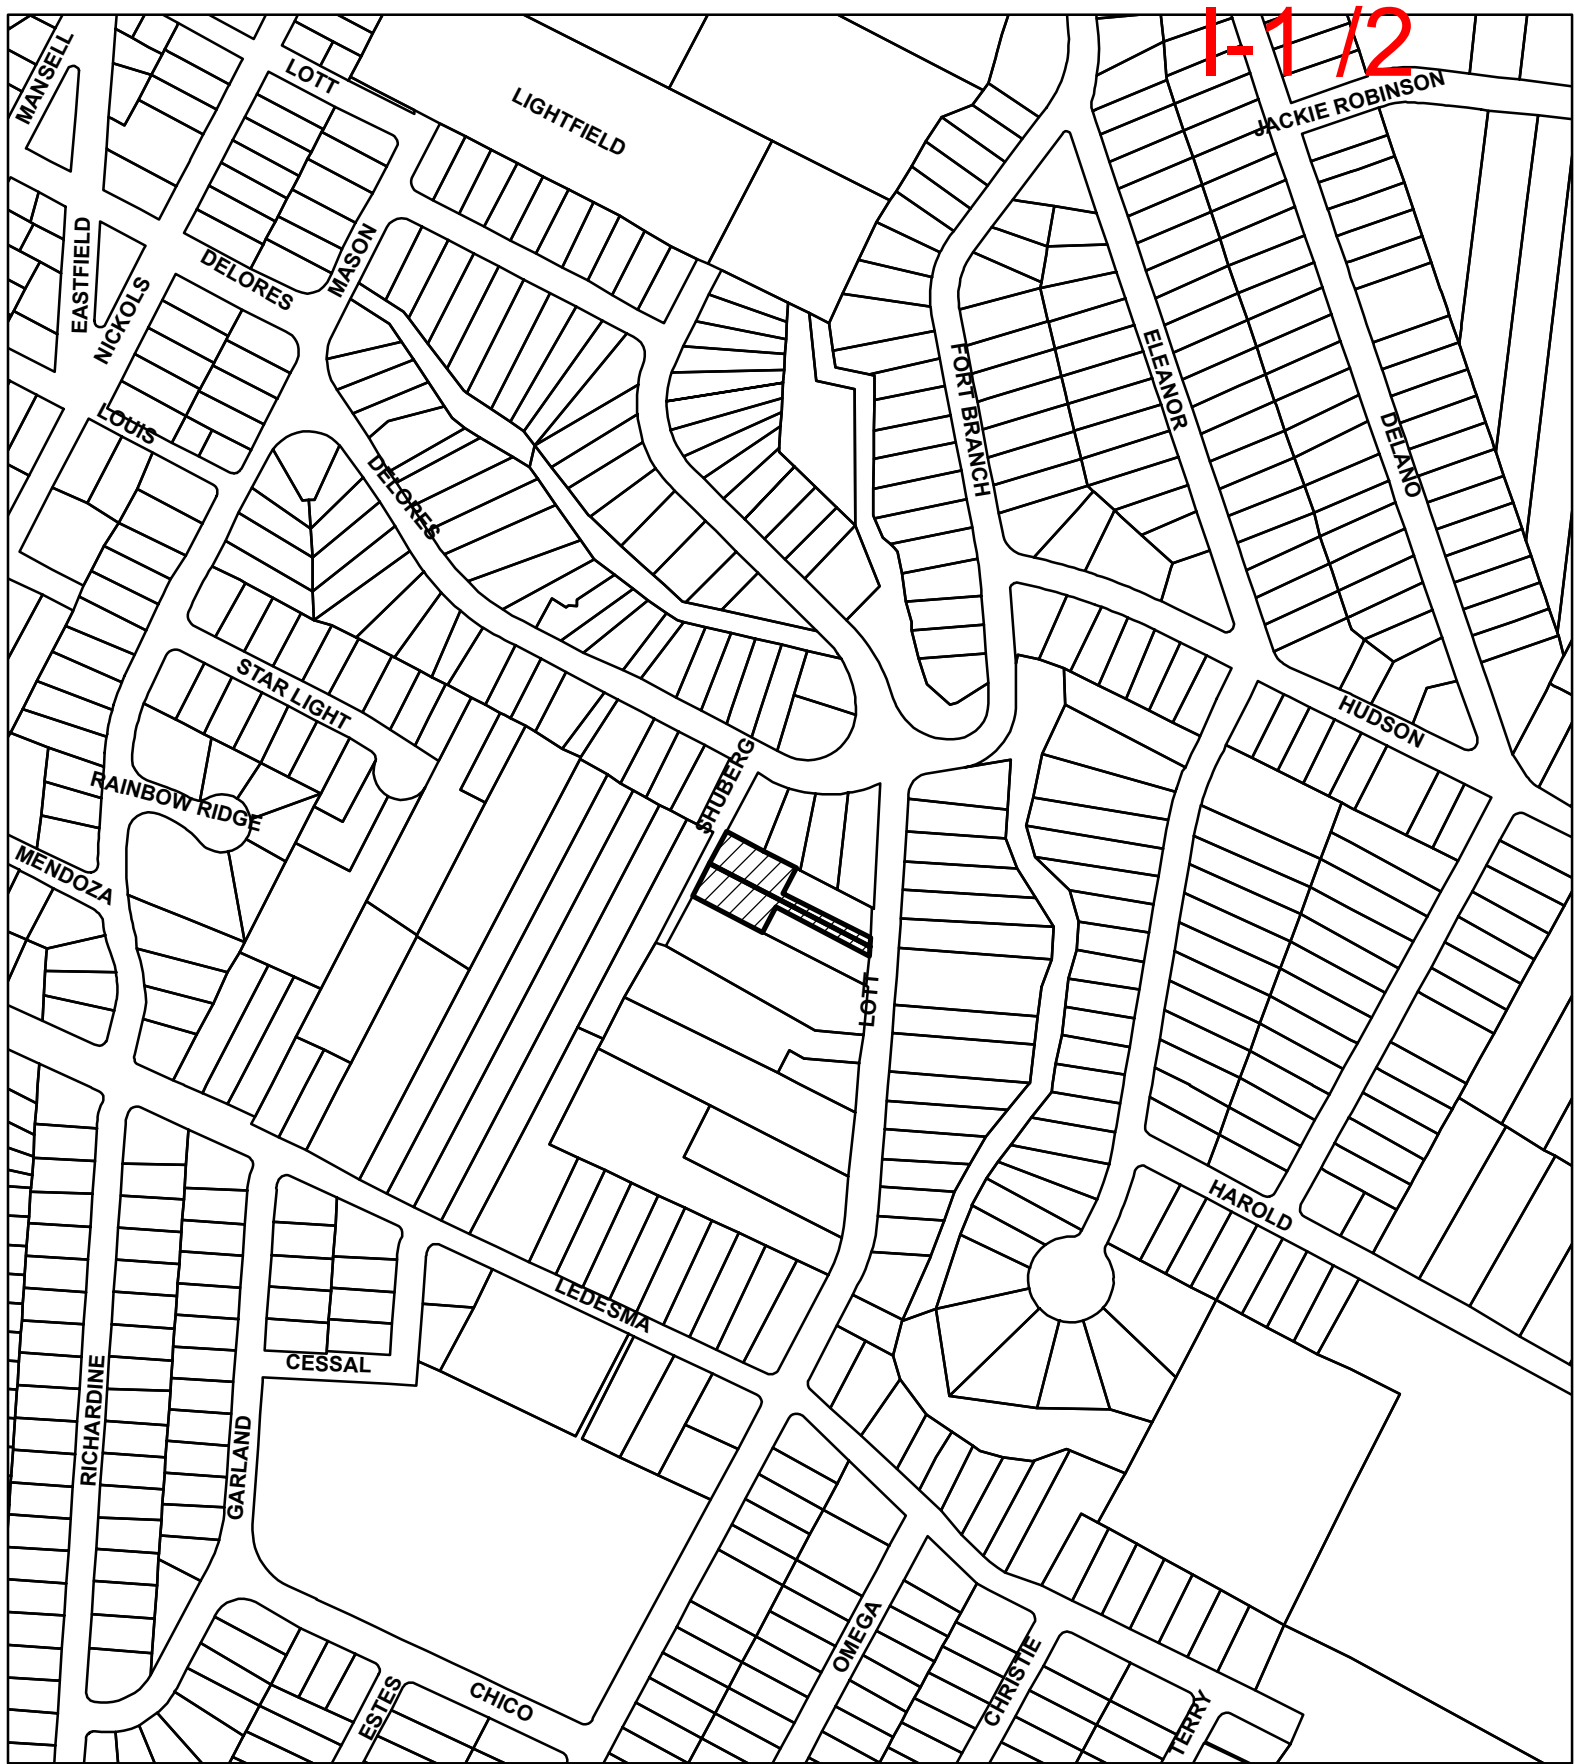 I-1 /2
MANSELL
LOTT
LIGHTFIELD
JACKIE ROBINSON
EASTFIELD
NICKOLS
DELORES
MASON
LOUIS
DELORES
FORT BRANCH
ELEANOR
DELANO
STAR LIGHT
HUDSON
RAINBOW RIDGE
SHUBERG
MENDOZA
LOTT
HAROLD
LEDESMA
CESSAL
RICHARDINE
GARLAND
OMEGA
CHRISTIE
ESTES
CHICO
TERRY